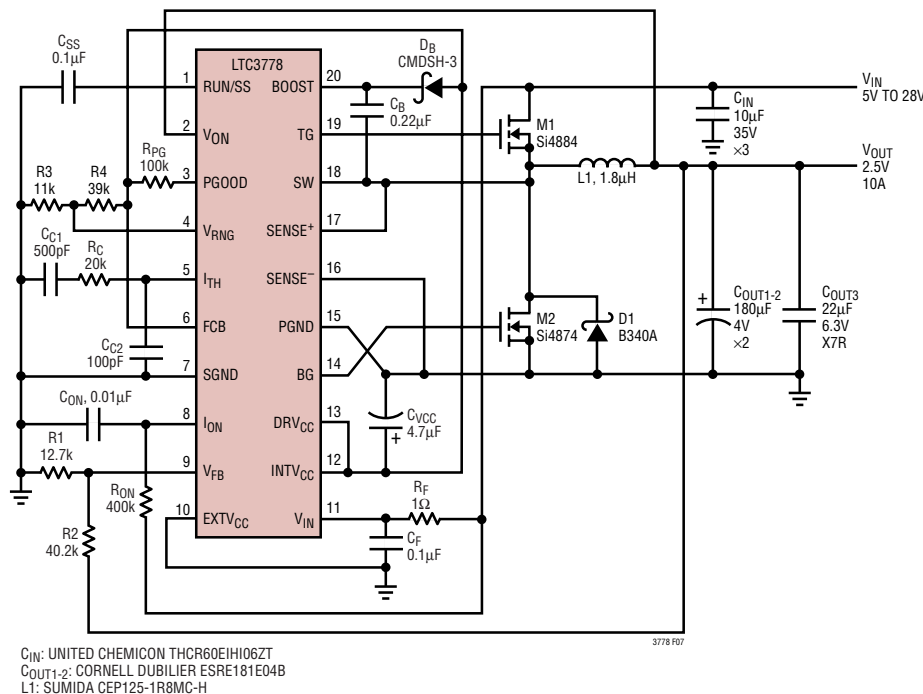 C_SS
0.1µF
1
RUN/SS
LTC3778
BOOST
20
D_B
CMDSH-3
C_B
0.22µF
V_IN
5V TO 28V
C_IN
10µF
35V
×3
2
V_ON
TG
19
M1
Si4884
R_PG
100k
3
PGOOD
SW
18
L1, 1.8µH
V_OUT
2.5V
10A
R3
11k
R4
39k
4
V_RNG
SENSE+
17
C_C1
500pF
R_C
20k
5
I_TH
SENSE–
16
6
FCB
PGND
15
M2
Si4874
D1
B340A
+
C_OUT1-2
180µF
4V
×2
C_OUT3
22µF
6.3V
X7R
C_C2
100pF
7
SGND
BG
14
C_ON, 0.01µF
8
I_ON
DRV_CC
13
C_VCC
4.7µF
+
R1
12.7k
9
V_FB
INTV_CC
12
R_ON
400k
R2
40.2k
10
EXTV_CC
V_IN
11
R_F
1Ω
C_F
0.1µF
3778 F07
C_IN: UNITED CHEMICON THCR60EIHI06ZT
C_OUT1-2: CORNELL DUBILIER ESRE181E04B
L1: SUMIDA CEP125-1R8MC-H